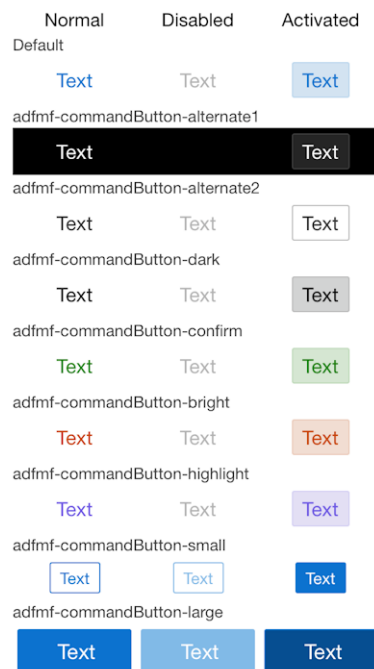 Normal Disabled Activated
Default
Text Text Text
adfmf-commandButton-alternate1
Text Text
adfmf-commandButton-alternate2
Text Text Text
adfmf-commandButton-dark
Text Text Text
adfmf-commandButton-confirm
Text Text Text
adfmf-commandButton-bright
Text Text Text
adfmf-commandButton-highlight
Text Text Text
adfmf-commandButton-small
Text Text Text
adfmf-commandButton-large
Text Text Text